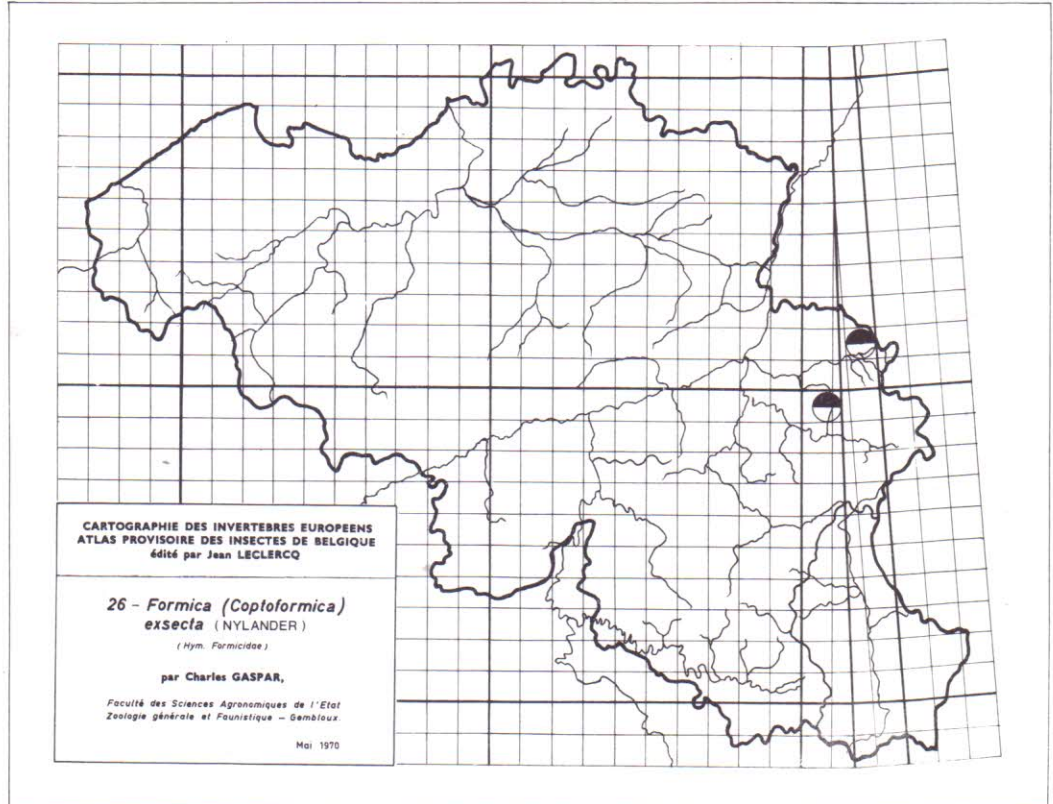 CARTOGRAPHIE DES INVERTEBRES EUROPEENS
ATLAS PROVISOIRE DES INSECTES DE BELGIQUE
édité par Jean LECLERCQ
26 - Formica (Coptoformica)
exsecta (NYLANDER)
(Hym. Formicidae)
par Charles GASPAR,
Faculté des Sciences Agronomiques de l'Etat
Zoologie générale et Faunistique – Gembloux.
Mai 1970